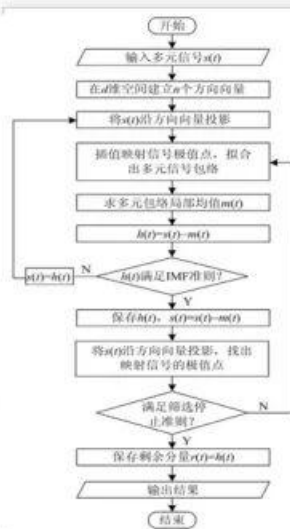 开始
输入多元信号s(t)
在d维空间建立n个方向向量
将s(t)沿方向向量投影
插值映射信号极值点，拟合
出多元信号包络
求多元包络局部均值m(t)
h(t)=s(t)−m(t)
s(t)=h(t)
N
h(t)满足IMF准则?
Y
保存h(t)，s(t)=s(t)−m(t)
将s(t)沿方向向量投影，找出
映射信号的极值点
满足筛选停
止准则?
N
Y
保存剩余分量r(t)=h(t)
输出结果
结束